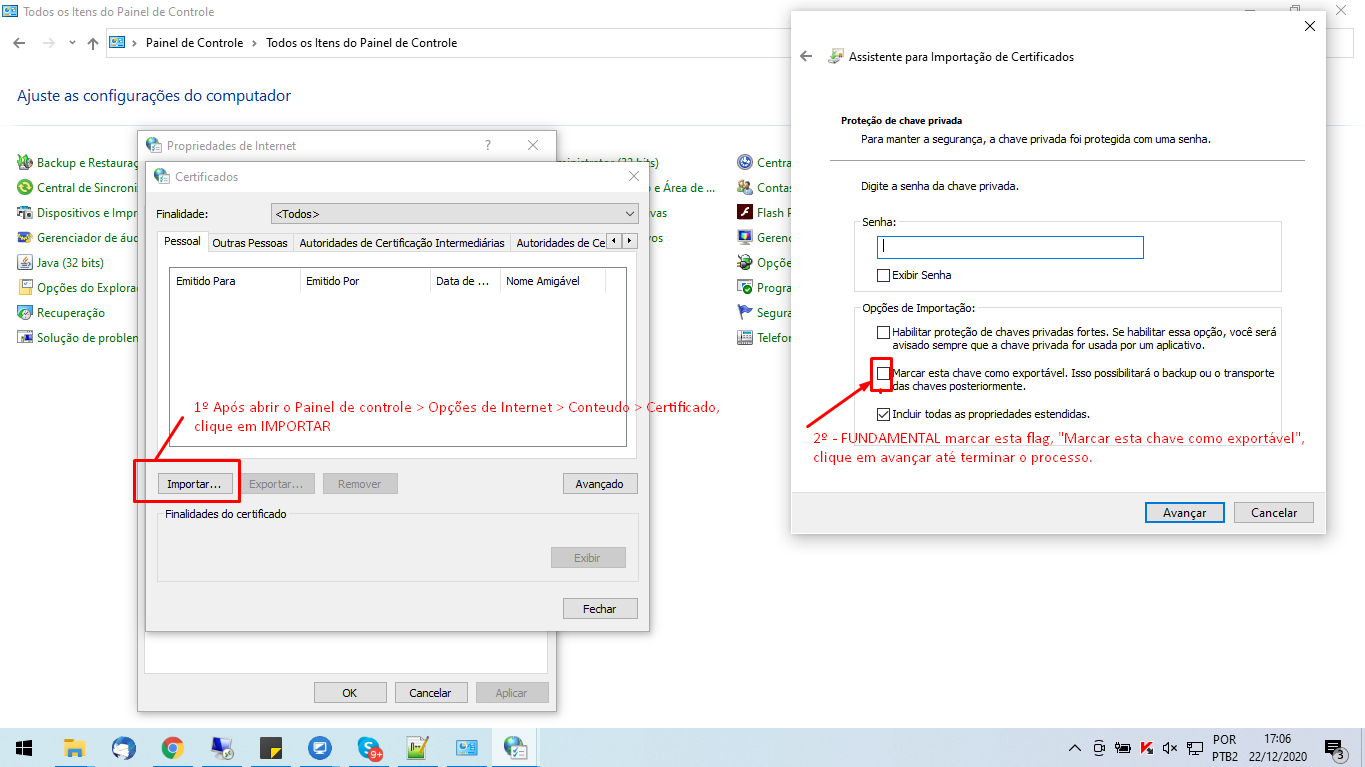 Todos os Itens do Painel de Controle
Painel de Controle > Todos os Itens do Painel de Controle
Ajuste as configurações do computador
Backup e Restauraç
Central de Sincroni
Dispositivos e Impr
Gerenciador de áuc
Java (32 bits)
Opções do Explora
Recuperação
Solução de problen
(32 bits)
o e Área de ...
vas
vos
Centra
Contas
Flash P
Gerenc
Opçõe
Progra
Segura
Telefor
Propriedades de Internet
?
Certificados
Finalidade:
<Todos>
Pessoal
Outras Pessoas
Autoridades de Certificação Intermediárias
Autoridades de Ce
Emitido Para
Emitido Por
Data de ...
Nome Amigável
1º Após abrir o Painel de controle > Opções de Internet > Conteudo > Certificado,
clique em IMPORTAR
Importar...
Exportar...
Remover
Avançado
Finalidades do certificado
Exibir
Fechar
OK
Cancelar
Aplicar
Assistente para Importação de Certificados
Proteção de chave privada
Para manter a segurança, a chave privada foi protegida com uma senha.
Digite a senha da chave privada.
Senha:
Exibir Senha
Opções de Importação:
Habilitar proteção de chaves privadas fortes. Se habilitar essa opção, você será
avisado sempre que a chave privada for usada por um aplicativo.
Marcar esta chave como exportável. Isso possibilitará o backup ou o transporte
das chaves posteriormente.
Incluir todas as propriedades estendidas.
2º - FUNDAMENTAL marcar esta flag, "Marcar esta chave como exportável",
clique em avançar até terminar o processo.
Avançar
Cancelar
9+
POR
PTB2
17:06
22/12/2020
3